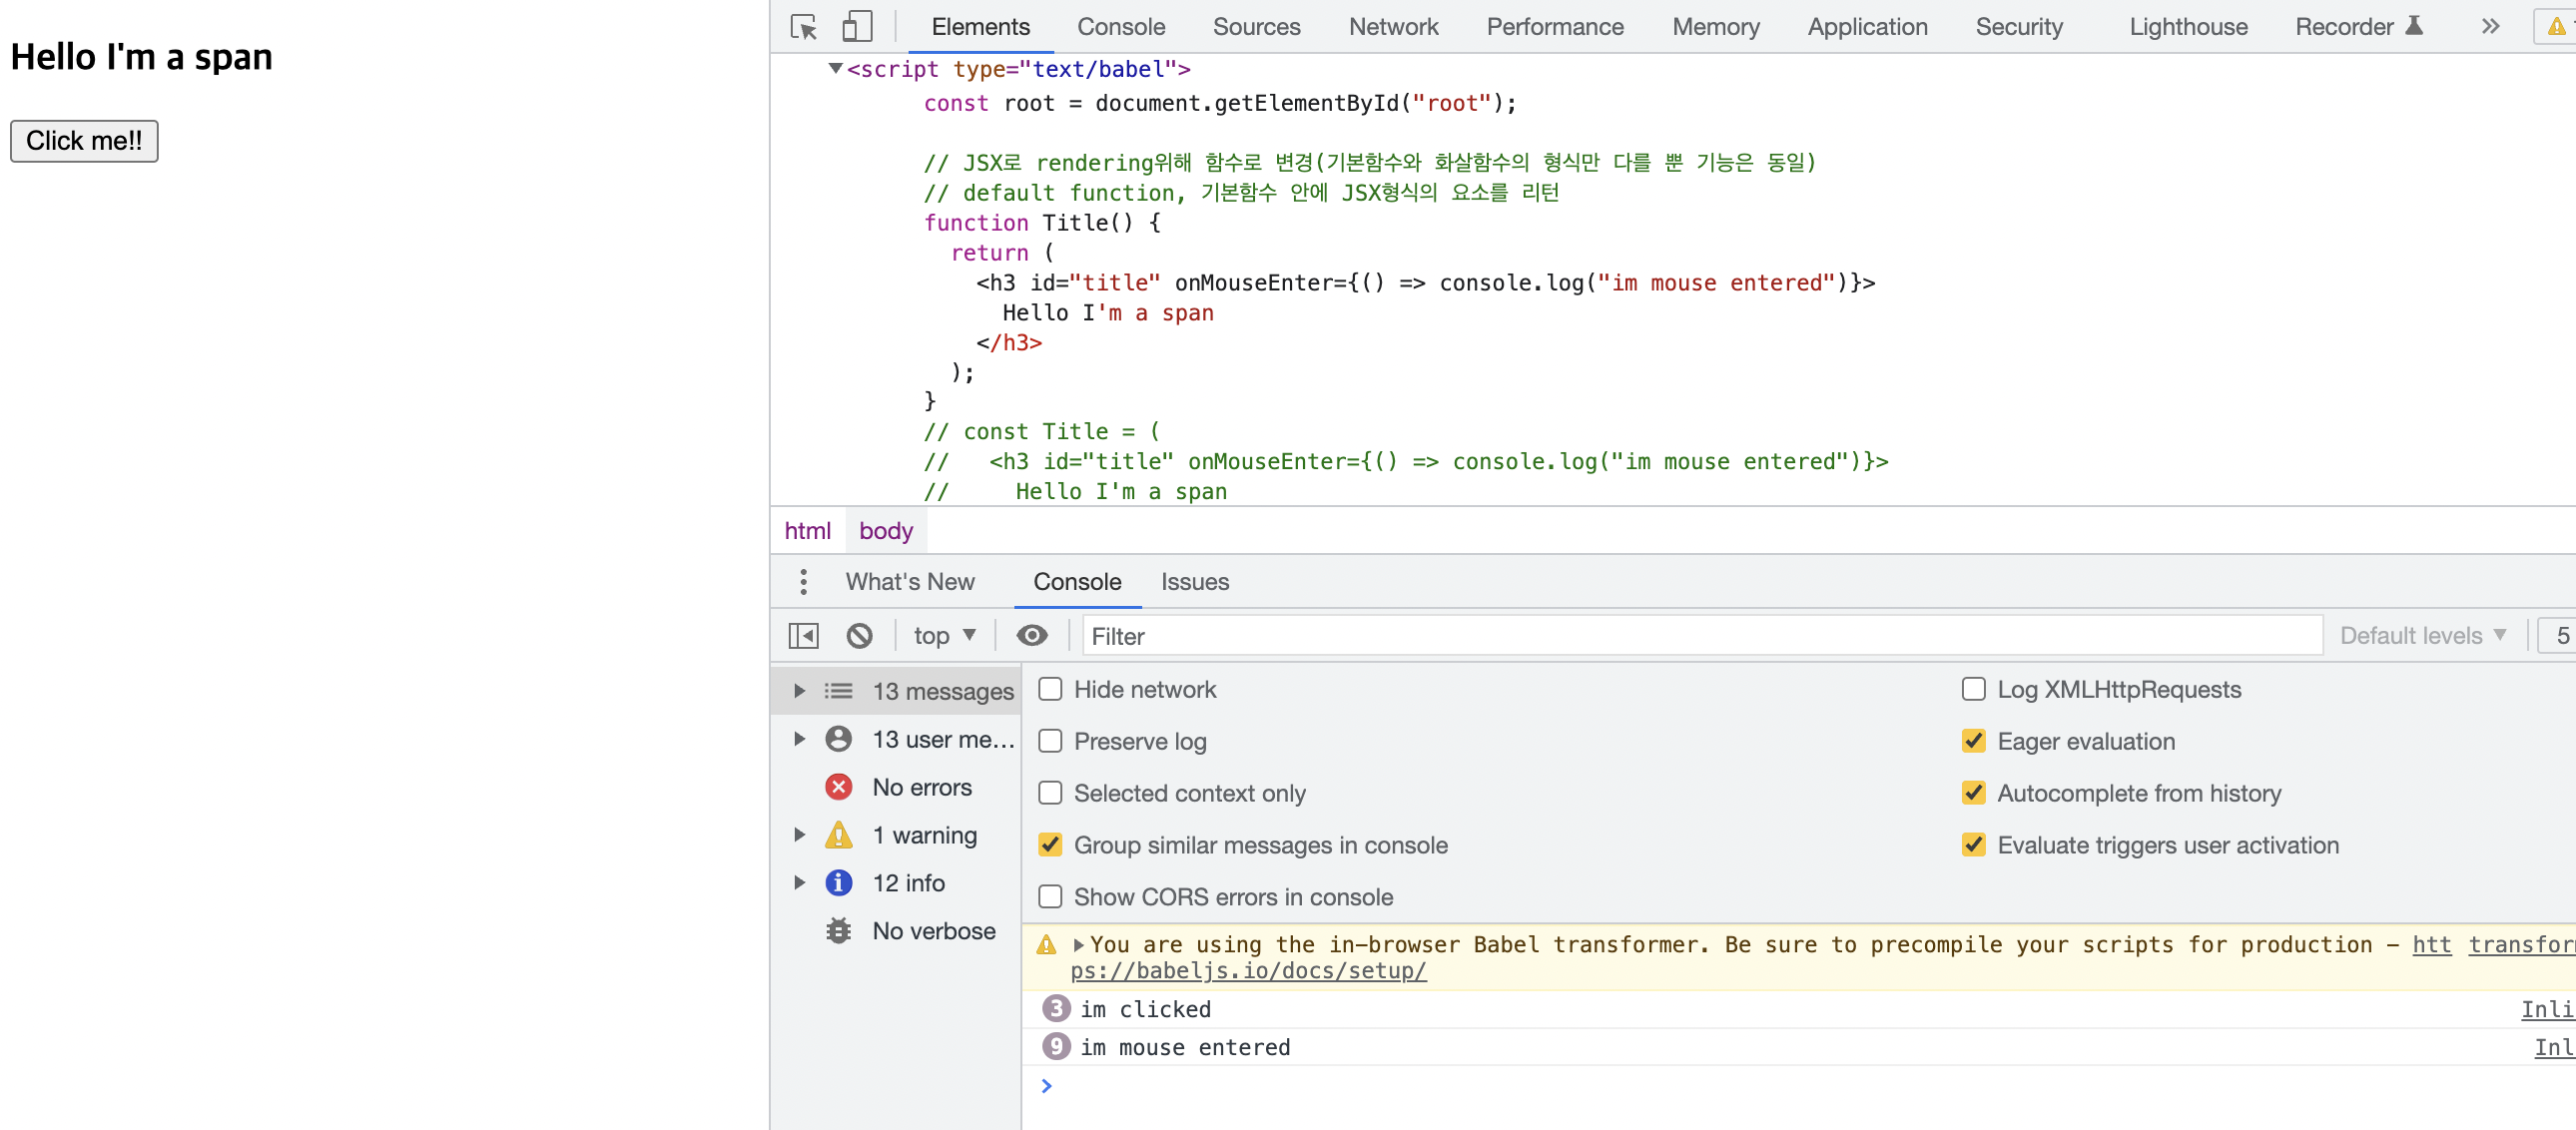 Hello I'm a span
Click me!!
Elements Console Sources Network Performance Memory Application Security Lighthouse Recorder
<script type="text/babel">
const root = document.getElementById("root");
// JSX로 rendering위해 함수로 변경(기본함수와 화살함수의 형식만 다를 뿐 기능은 동일)
// default function, 기본함수 안에 JSX형식의 요소를 리턴
function Title() {
return (
<h3 id="title" onMouseEnter={() => console.log("im mouse entered")}>
Hello I'm a span
</h3>
);
}
// const Title = (
// <h3 id="title" onMouseEnter={() => console.log("im mouse entered")}>
// Hello I'm a span
html body
What's New Console Issues
top Filter Default levels 5
13 messages
13 user me…
No errors
1 warning
12 info
No verbose
Hide network Log XMLHttpRequests
Preserve log Eager evaluation
Selected context only Autocomplete from history
Group similar messages in console Evaluate triggers user activation
Show CORS errors in console
You are using the in-browser Babel transformer. Be sure to precompile your scripts for production – htt transfor
ps://babeljs.io/docs/setup/
3 im clicked Inli
9 im mouse entered Inl